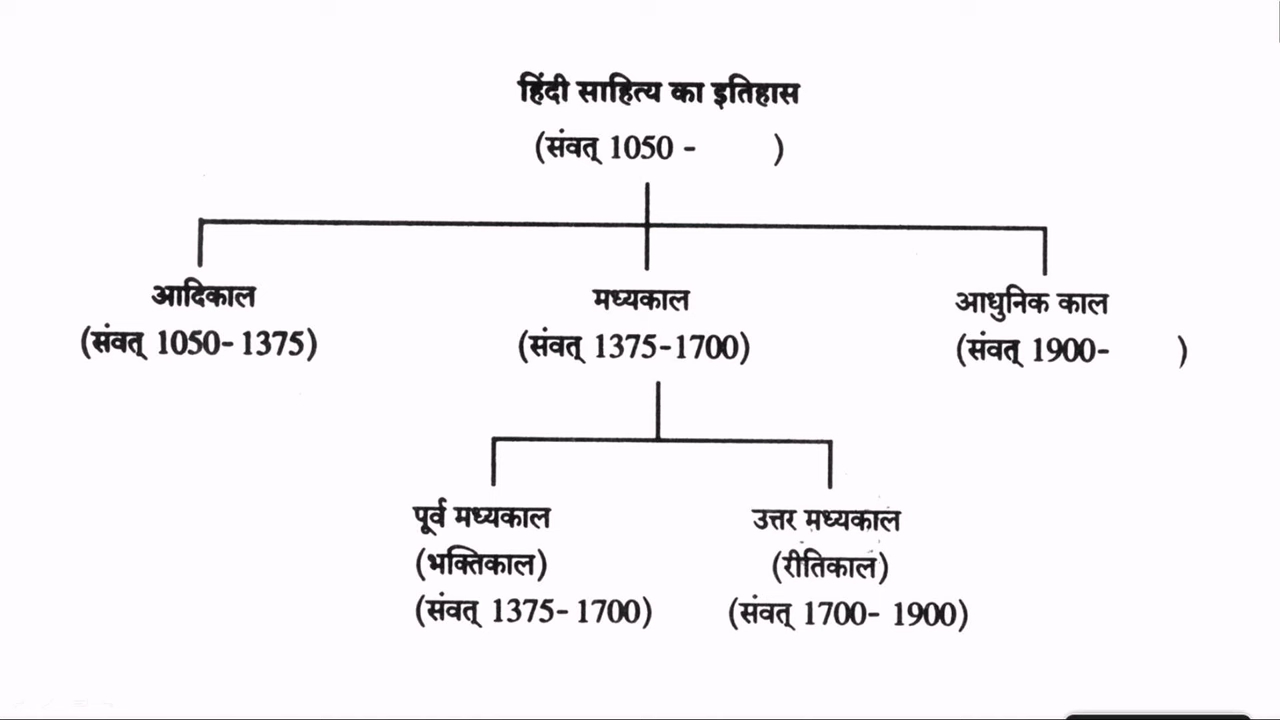 हिंदी साहित्य का इतिहास
(संवत् 1050 - )
आदिकाल
(संवत् 1050- 1375)
मध्यकाल
(संवत् 1375-1700)
आधुनिक काल
(संवत् 1900- )
पूर्व मध्यकाल
(भक्तिकाल)
(संवत् 1375- 1700)
उत्तर मध्यकाल
(रीतिकाल)
(संवत् 1700- 1900)